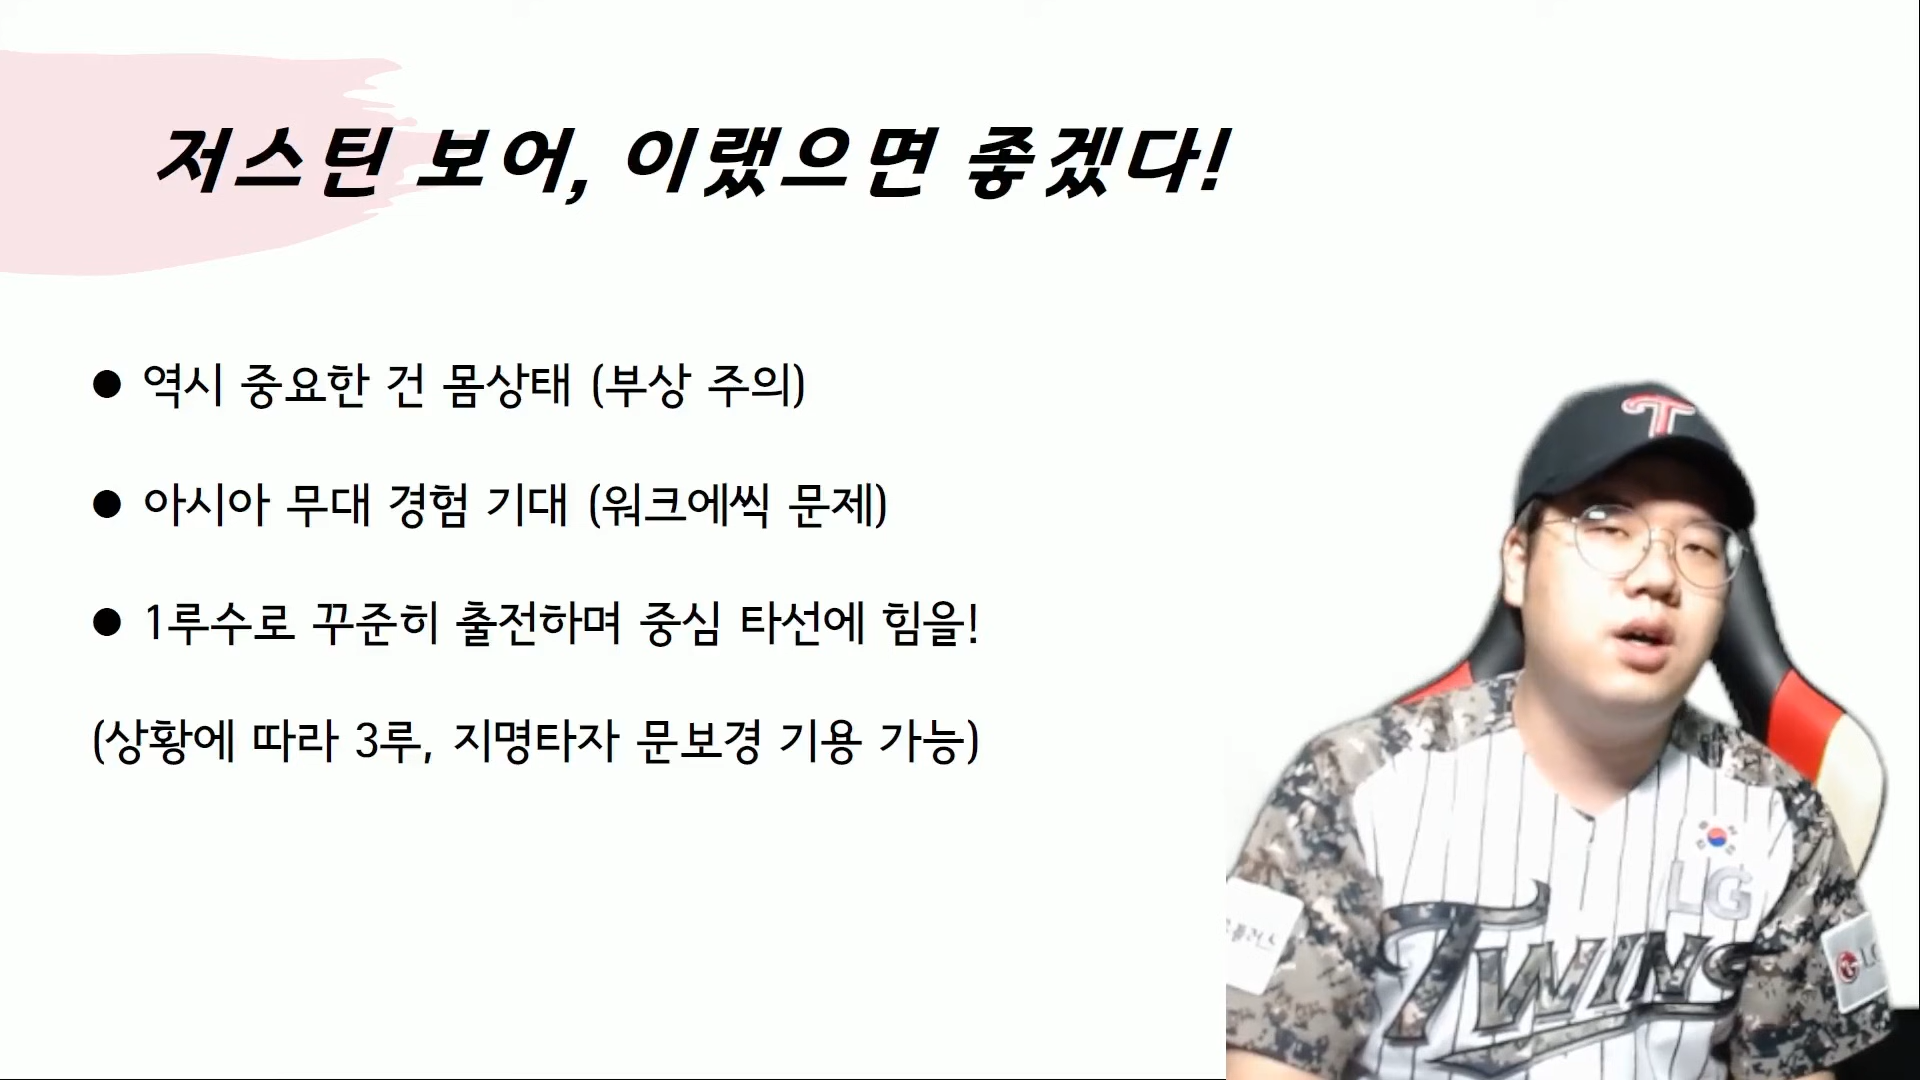 저스틴 보어, 이랬으면 좋겠다!
● 역시 중요한 건 몸상태 (부상 주의)
● 아시아 무대 경험 기대 (워크에씩 문제)
● 1루수로 꾸준히 출전하며 중심 타선에 힘을!
(상황에 따라 3루, 지명타자 문보경 기용 가능)
T
LG
TWINS
LG